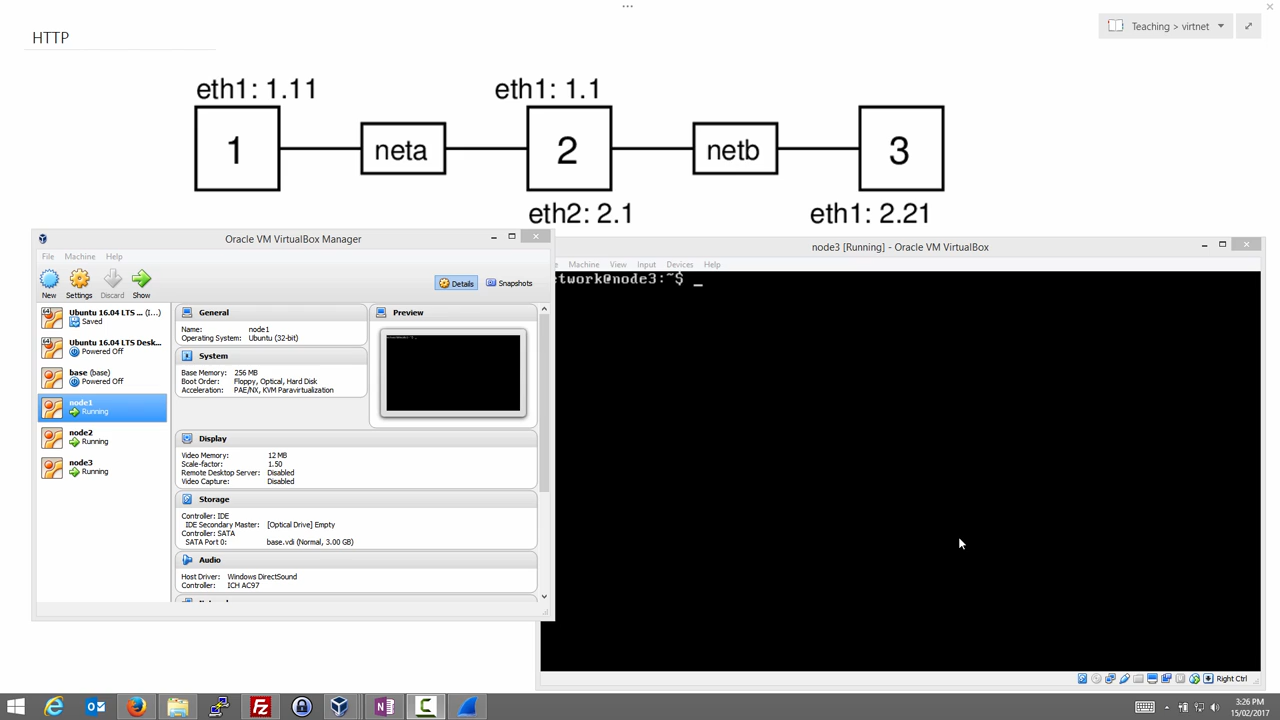 HTTP
Teaching > virtnet
eth1: 1.11
eth1: 1.1
1
neta
2
netb
3
eth2: 2.1
eth1: 2.21
Oracle VM VirtualBox Manager
File Machine Help
New Settings Discard Show
Details
Snapshots
Ubuntu 16.04 LTS ... (I...)
Saved
Ubuntu 16.04 LTS Desk...
Powered Off
base (base)
Powered Off
node1
Running
node2
Running
node3
Running
General
Name: node1
Operating System: Ubuntu (32-bit)
System
Base Memory: 256 MB
Boot Order: Floppy, Optical, Hard Disk
Acceleration: PAE/NX, KVM Paravirtualization
Preview
Display
Video Memory: 12 MB
Scale-factor: 1.50
Remote Desktop Server: Disabled
Video Capture: Disabled
Storage
Controller: IDE
IDE Secondary Master: [Optical Drive] Empty
Controller: SATA
SATA Port 0: base.vdi (Normal, 3.00 GB)
Audio
Host Driver: Windows DirectSound
Controller: ICH AC97
node3 [Running] - Oracle VM VirtualBox
Machine View Input Devices Help
etwork@node3:~$ _
Right Ctrl
3:26 PM
15/02/2017